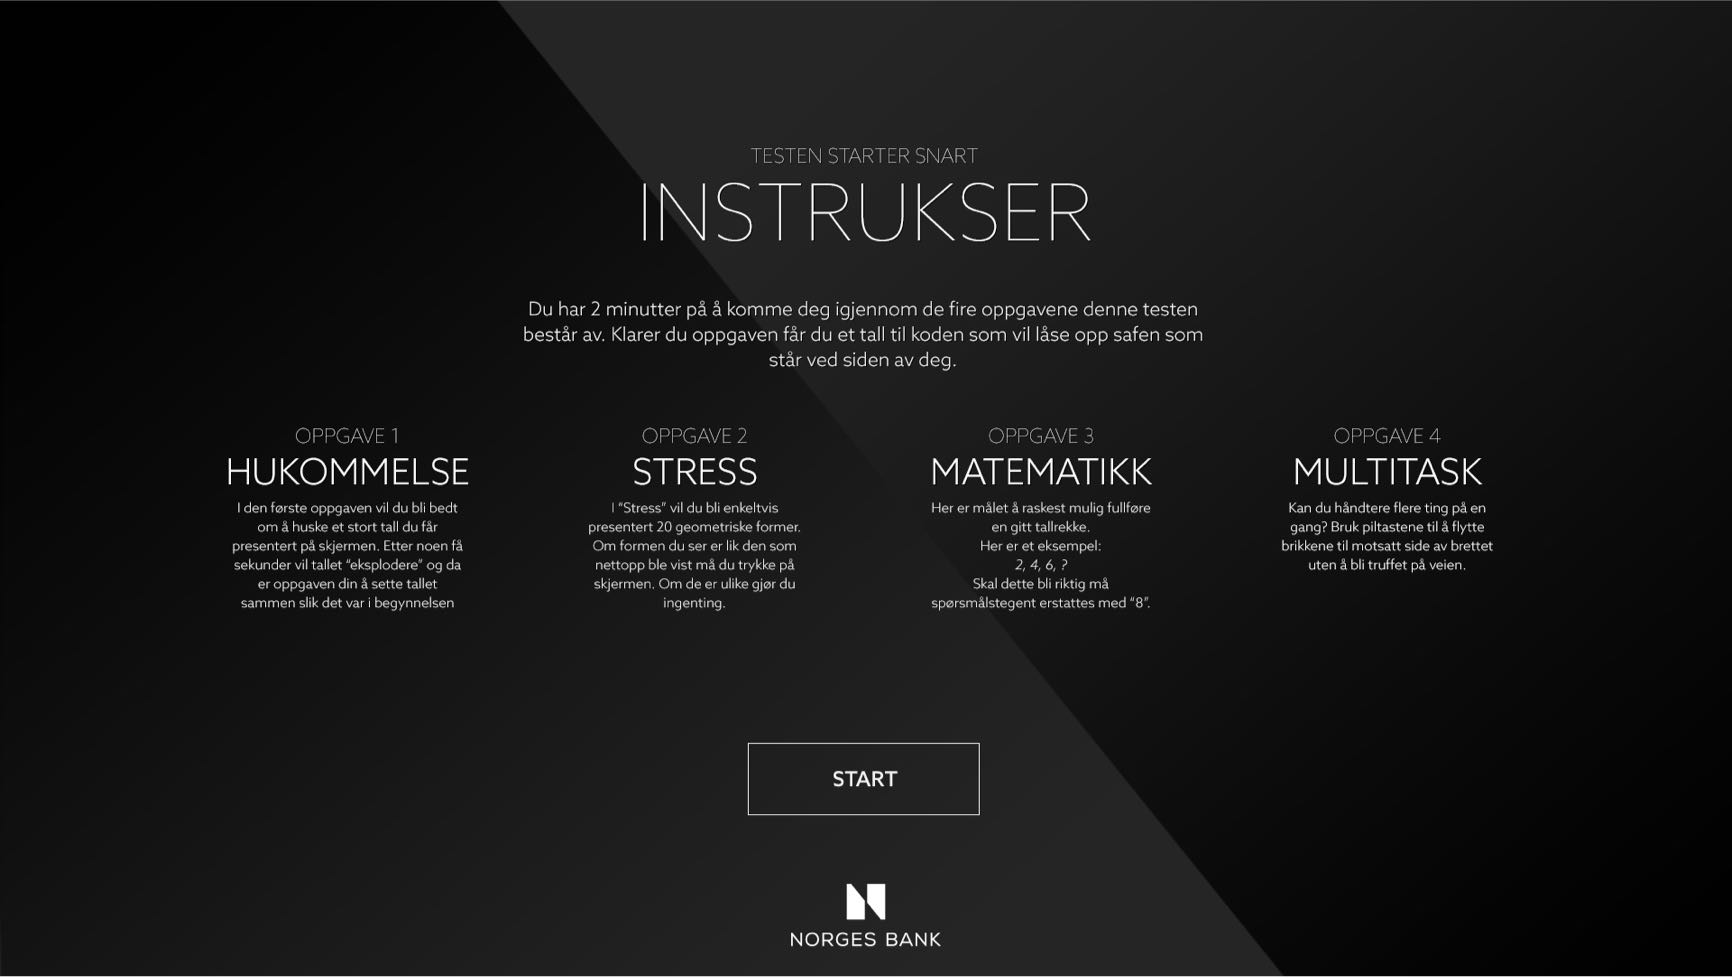 TESTEN STARTER SNART
INSTRUKSER
Du har 2 minutter på å komme deg igjennom de fire oppgavene denne testen
består av. Klarer du oppgaven får du et tall til koden som vil låse opp safen som
står ved siden av deg.
OPPGAVE 1
HUKOMMELSE
I den første oppgaven vil du bli bedt
om å huske et stort tall du får
presentert på skjermen. Etter noen få
sekunder vil tallet “eksplodere” og da
er oppgaven din å sette tallet
sammen slik det var i begynnelsen
OPPGAVE 2
STRESS
I “Stress” vil du bli enkeltvis
presentert 20 geometriske former.
Om formen du ser er lik den som
nettopp ble vist må du trykke på
skjermen. Om de er ulike gjør du
ingenting.
OPPGAVE 3
MATEMATIKK
Her er målet å raskest mulig fullføre
en gitt tallrekke.
Her er et eksempel:
2, 4, 6, ?
Skal dette bli riktig må
spørsmålstegent erstattes med “8”.
OPPGAVE 4
MULTITASK
Kan du håndtere flere ting på en
gang? Bruk piltastene til å flytte
brikkene til motsatt side av brettet
uten å bli truffet på veien.
START
NORGES BANK